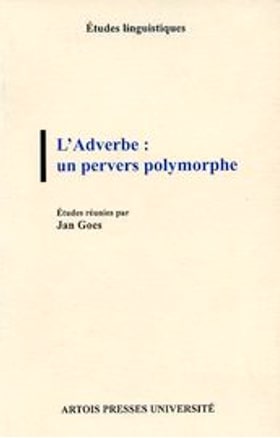 Études linguistiques
L'Adverbe :
un pervers polymorphe
Études réunies par
Jan Goes
ARTOIS PRESSES UNIVERSITÉ